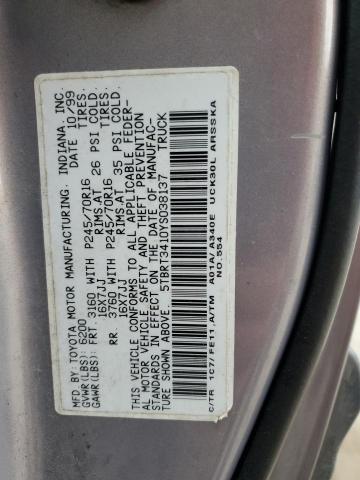 MFD. BY: TOYOTA MOTOR MANUFACTURING, INDIANA, INC.
GVWR(LBS): 6200 DATE 10/99
GAWR(LBS): FRT. 3160 WITH P245/70R16 TIRES.
16X7JJ RIMS.AT 26 PSI COLD.
RR. 3760 WITH P245/70R16 TIRES.
16X7JJ RIMS.AT 35 PSI COLD.
THIS VEHICLE CONFORMS TO ALL APPLICABLE FEDER-
AL MOTOR VEHICLE SAFETY AND THEFT PREVENTION
STANDARDS IN EFFECT ON THE DATE OF MANUFAC-
TURE SHOWN ABOVE. 5TBRT3410YS038137 TRUCK
C/TR 1C7/FE11,A/TM A01A/A340E UCK30L ARSSKA
NO.554